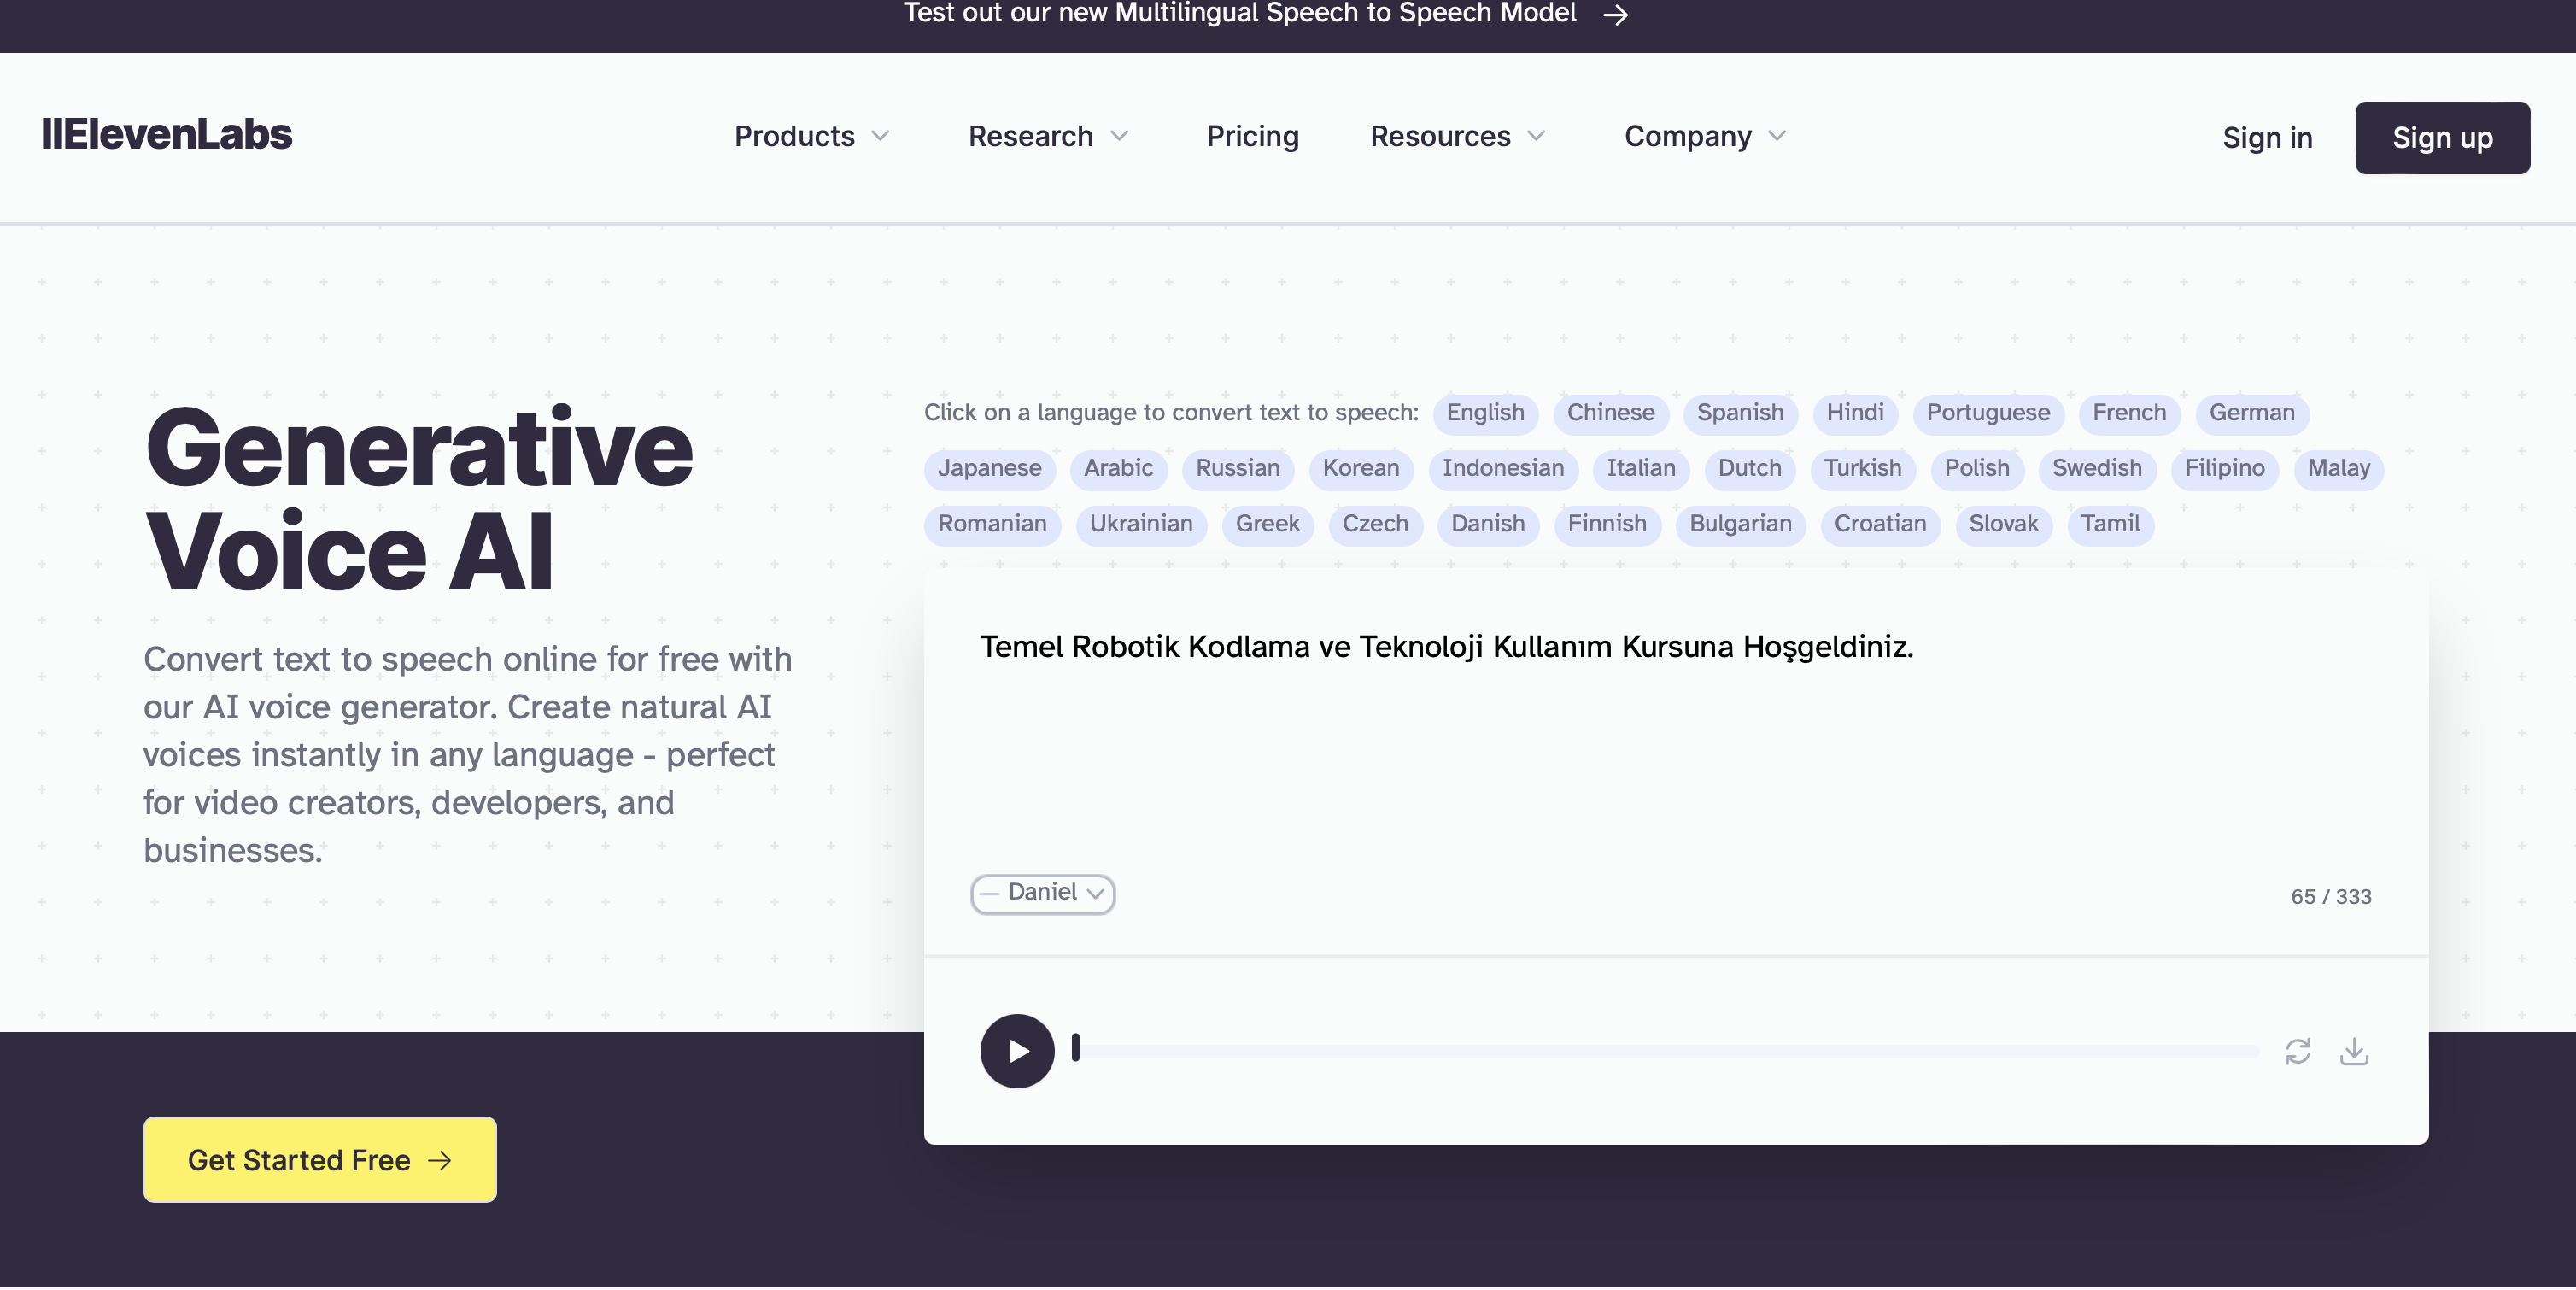 Test out our new Multilingual Speech to Speech Model →
IIElevenLabs
Products
Research
Pricing
Resources
Company
Sign in
Sign up
Generative
Voice AI
Convert text to speech online for free with
our AI voice generator. Create natural AI
voices instantly in any language - perfect
for video creators, developers, and
businesses.
Get Started Free →
Click on a language to convert text to speech: English Chinese Spanish Hindi Portuguese French German
Japanese Arabic Russian Korean Indonesian Italian Dutch Turkish Polish Swedish Filipino Malay
Romanian Ukrainian Greek Czech Danish Finnish Bulgarian Croatian Slovak Tamil
Temel Robotik Kodlama ve Teknoloji Kullanım Kursuna Hoşgeldiniz.
Daniel
65 / 333